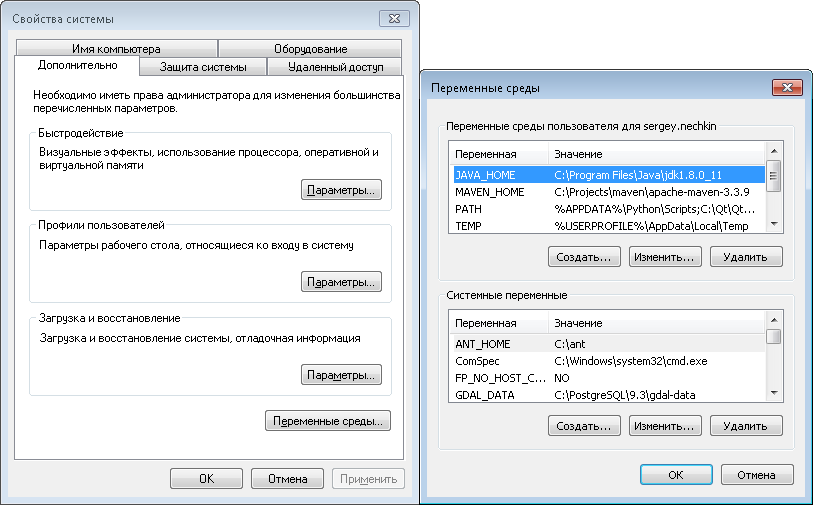 Свойства системы
Имя компьютера
Оборудование
Дополнительно
Защита системы
Удаленный доступ
Необходимо иметь права администратора для изменения большинства
перечисленных параметров.
Быстродействие
Визуальные эффекты, использование процессора, оперативной и
виртуальной памяти
Параметры...
Профили пользователей
Параметры рабочего стола, относящиеся ко входу в систему
Параметры...
Загрузка и восстановление
Загрузка и восстановление системы, отладочная информация
Параметры...
Переменные среды...
OK
Отмена
Применить
Переменные среды
Переменные среды пользователя для sergey.nechkin
Переменная Значение
JAVA_HOME C:\Program Files\Java\jdk1.8.0_11
MAVEN_HOME C:\Projects\maven\apache-maven-3.3.9
PATH %APPDATA%\Python\Scripts;C:\Qt\Qt...
TEMP %USERPROFILE%\AppData\Local\Temp
Создать...
Изменить...
Удалить
Системные переменные
Переменная Значение
ANT_HOME C:\ant
ComSpec C:\Windows\system32\cmd.exe
FP_NO_HOST_C... NO
GDAL_DATA C:\PostgreSQL\9.3\gdal-data
Создать...
Изменить...
Удалить
OK
Отмена